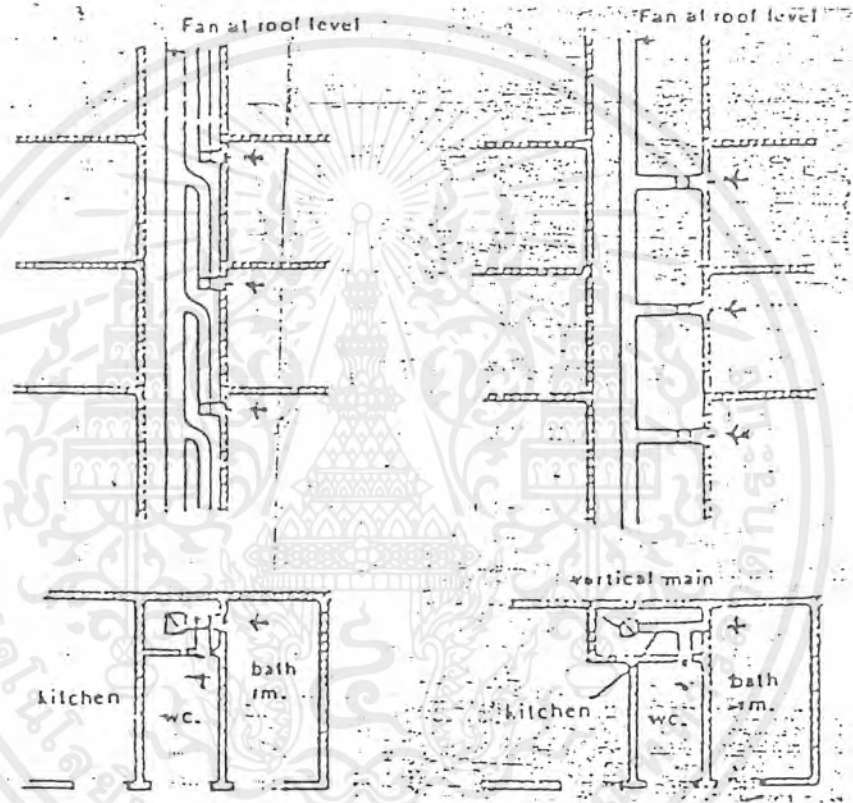 Fan at roof level
Fan at roof level
vertical main
kitchen
wc.
bath
rm.
kitchen
wc.
bath
rm.